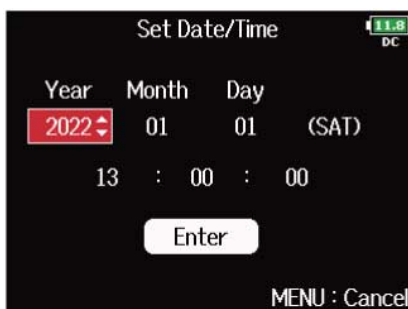 Set Date/Time 11.8
DC
Year Month Day
2022 01 01 (SAT)
13 : 00 : 00
Enter
MENU : Cancel